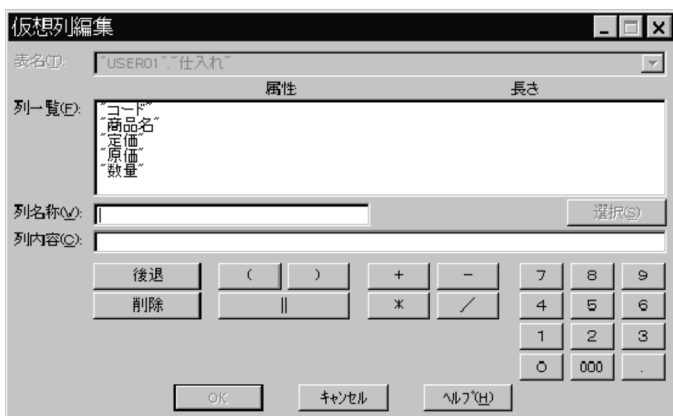 仮想列編集
表名(T): "USER01"."仕入れ"
属性 長さ
列一覧(F):
"コード"
"商品名"
"定価"
"原価"
"数量"
列名称(V): 選択(S)
列内容(C):
後退 ( ) + - 7 8 9
削除 || * / 4 5 6
1 2 3
0 000 .
OK キャンセル ヘルプ(H)